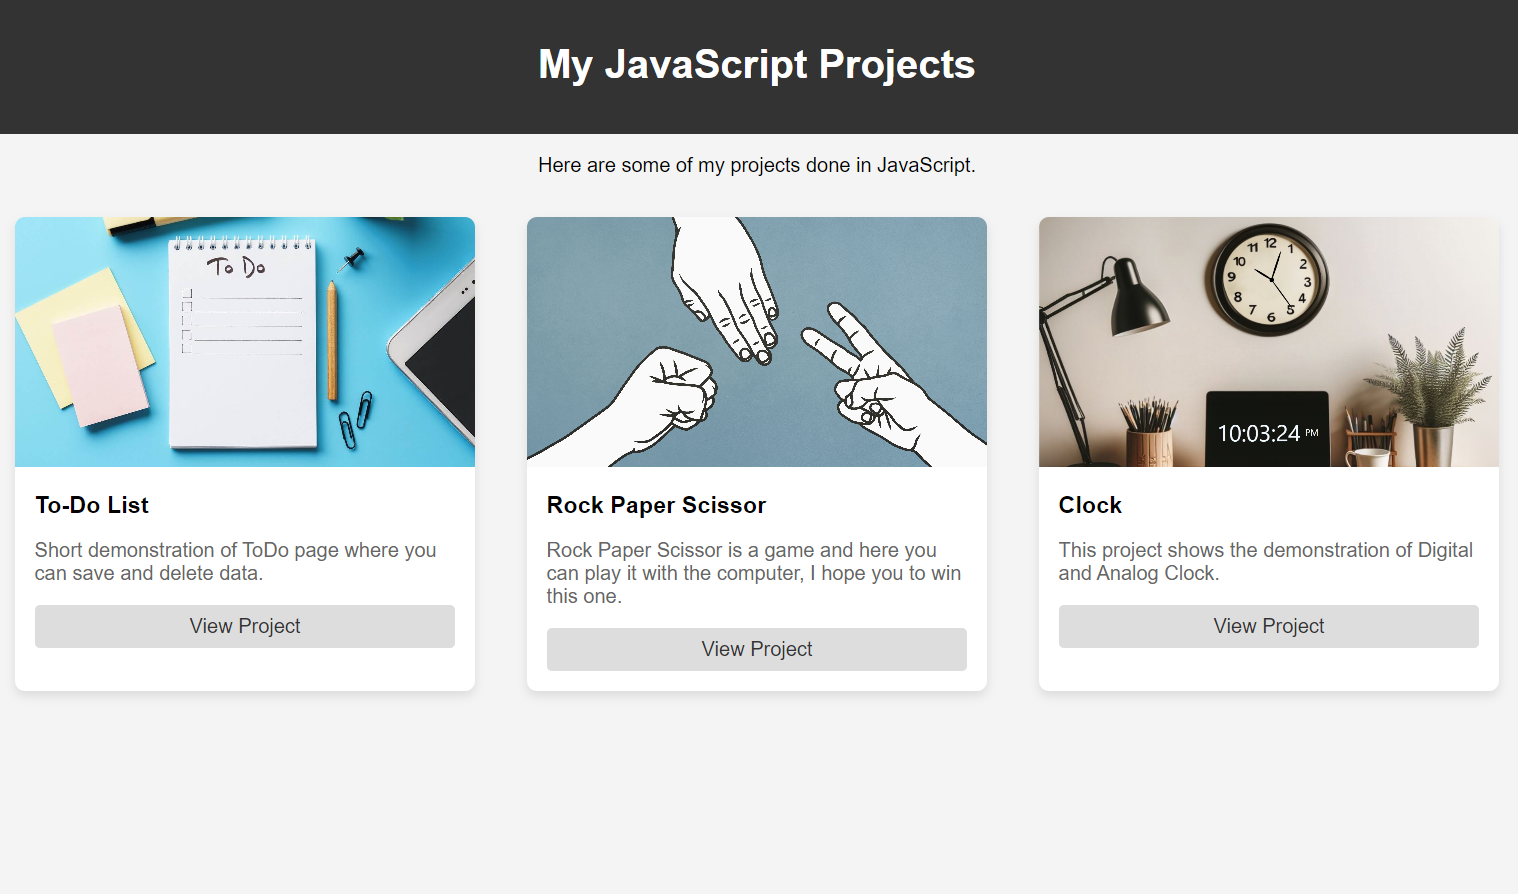 My JavaScript Projects
Here are some of my projects done in JavaScript.
To Do
11 12 1
10 2
9 3
8 4
7 6 5
10:03:24 PM
To-Do List
Short demonstration of ToDo page where you
can save and delete data.
View Project
Rock Paper Scissor
Rock Paper Scissor is a game and here you
can play it with the computer, I hope you to win
this one.
View Project
Clock
This project shows the demonstration of Digital
and Analog Clock.
View Project